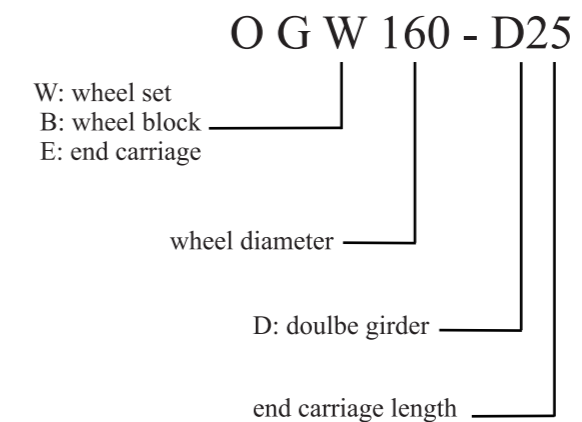 O G W 160 - D25
W: wheel set
B: wheel block
E: end carriage
wheel diameter
D: doulbe girder
end carriage length